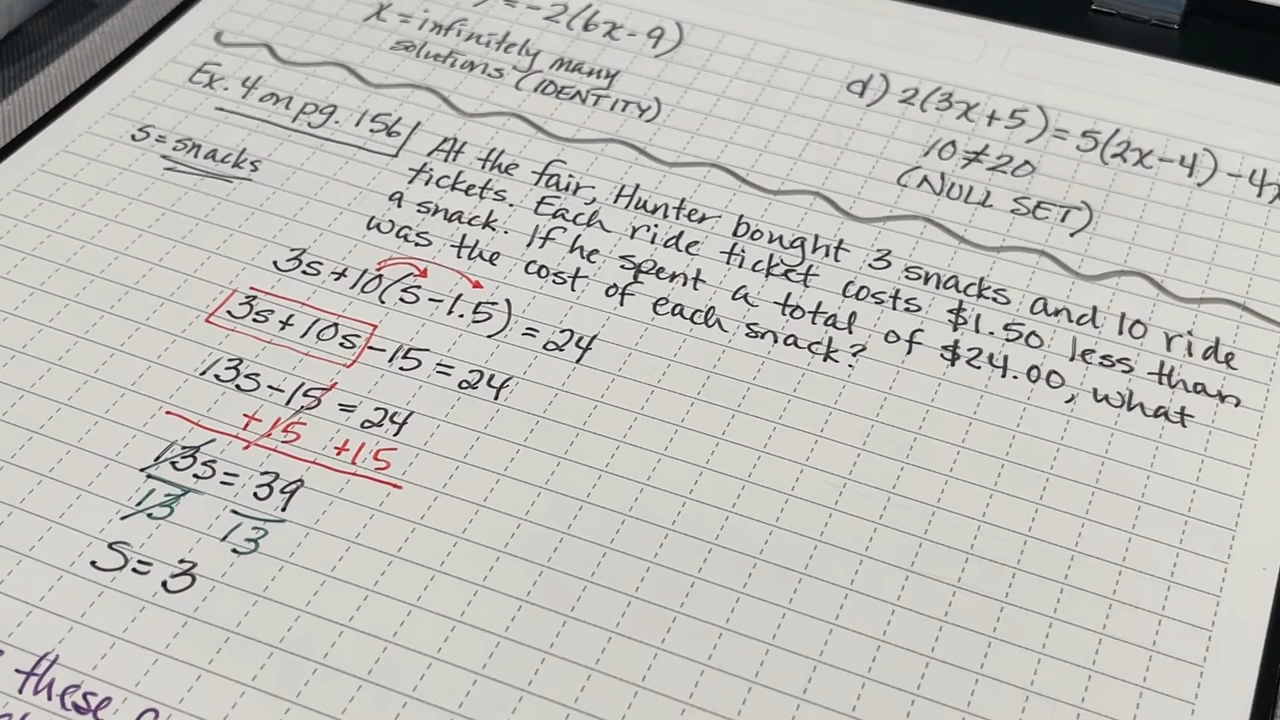 = -2(6x-9)
x = infinitely many
solutions (IDENTITY)
d) 2(3x+5) = 5(2x-4) - 4x
10 ≠ 20
(NULL SET)
Ex. 4 on pg. 156
s = snacks
At the fair, Hunter bought 3 snacks and 10 ride
tickets. Each ride ticket costs $1.50 less than
a snack. If he spent a total of $24.00, what
was the cost of each snack?
3s + 10(s - 1.5) = 24
3s + 10s - 15 = 24
13s - 15 = 24
+15 +15
13s = 39
13 13
s = 3
these